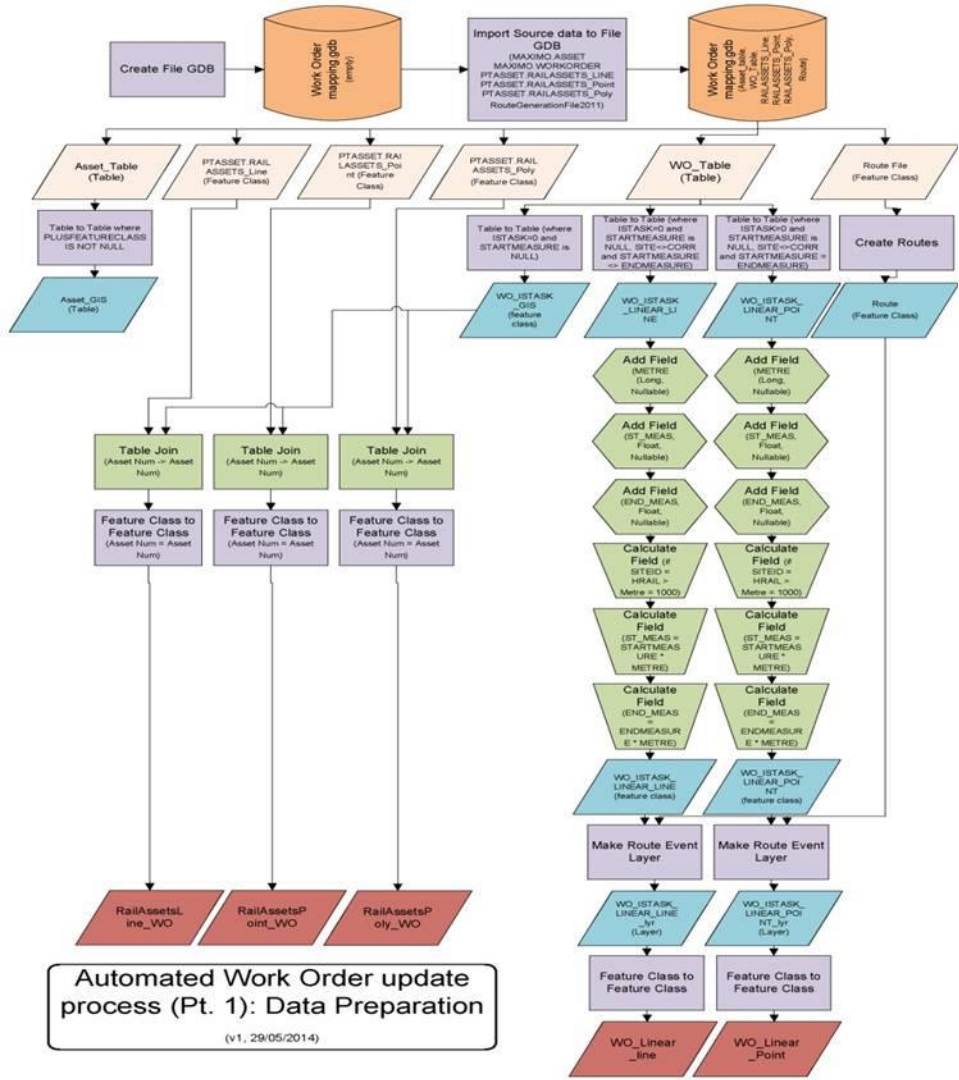 Create File GDB
Work Order
mapping.gdb
(empty)
Import Source data to File
GDB
(MAXIMO.ASSET
MAXIMO.WORKORDER
PTASSET.RAILASSETS_LINE
PTASSET.RAILASSETS_Point
PTASSET.RAILASSETS_Poly
RouteGenerationFile2011)
Work Order
mapping.gdb
(Asset_table,
WO_Table,
RAILASSETS_Line,
RAILASSETS_Point,
RAILASSETS_Poly,
Route)
Asset_Table
(Table)
PTASSET.RAIL
ASSETS_Line
(Feature Class)
PTASSET.RAI
LASSETS_Poi
nt (Feature
Class)
PTASSET.RAIL
ASSETS_Poly
(Feature Class)
WO_Table
(Table)
Route File
(Feature Class)
Table to Table where
PLUSFEATURECLASS
IS NOT NULL
Table to Table (where
ISTASK=0 and
STARTMEASURE is
NULL)
Table to Table (where
ISTASK=0 and
STARTMEASURE is
NULL, SITE<>CORR
and STARTMEASURE
<> ENDMEASURE)
Table to Table (where
ISTASK=0 and
STARTMEASURE is
NULL, SITE<>CORR
and STARTMEASURE =
ENDMEASURE)
Create Routes
Asset_GIS
(Table)
WO_ISTASK
_GIS
(feature
class)
WO_ISTASK
_LINEAR_LI
NE
WO_ISTASK_
LINEAR_POI
NT
Route
(Feature Class)
Add Field
(METRE
(Long,
Nullable)
Add Field
(METRE
(Long,
Nullable)
Add Field
(ST_MEAS,
Float,
Nullable)
Add Field
(ST_MEAS,
Float,
Nullable)
Table Join
(Asset Num -> Asset
Num)
Table Join
(Asset Num -> Asset
Num)
Table Join
(Asset Num -> Asset
Num)
Add Field
(END_MEAS,
Float,
Nullable)
Add Field
(END_MEAS,
Float,
Nullable)
Feature Class to
Feature Class
(Asset Num = Asset
Num)
Feature Class to
Feature Class
(Asset Num = Asset
Num)
Feature Class to
Feature Class
(Asset Num = Asset
Num)
Calculate
Field (if
SITEID =
HRAIL >
Metre = 1000)
Calculate
Field (if
SITEID =
HRAIL >
Metre = 1000)
Calculate
Field
(ST_MEAS =
STARTMEAS
URE *
METRE)
Calculate
Field
(ST_MEAS =
STARTMEAS
URE *
METRE)
Calculate
Field
(END_MEAS
=
ENDMEASUR
E * METRE)
Calculate
Field
(END_MEAS
=
ENDMEASUR
E * METRE)
WO_ISTASK_
LINEAR_LINE
(feature class)
WO_ISTASK_
LINEAR_POI
NT
(feature class)
Make Route Event
Layer
Make Route Event
Layer
RailAssetsL
ine_WO
RailAssetsP
oint_WO
RailAssetsP
oly_WO
WO_ISTASK_
LINEAR_LINE
_lyr
(Layer)
WO_ISTASK_
LINEAR_POI
NT_lyr
(Layer)
Feature Class to
Feature Class
Feature Class to
Feature Class
WO_Linear
_line
WO_Linear
_Point
Automated Work Order update
process (Pt. 1): Data Preparation
(v1, 29/05/2014)